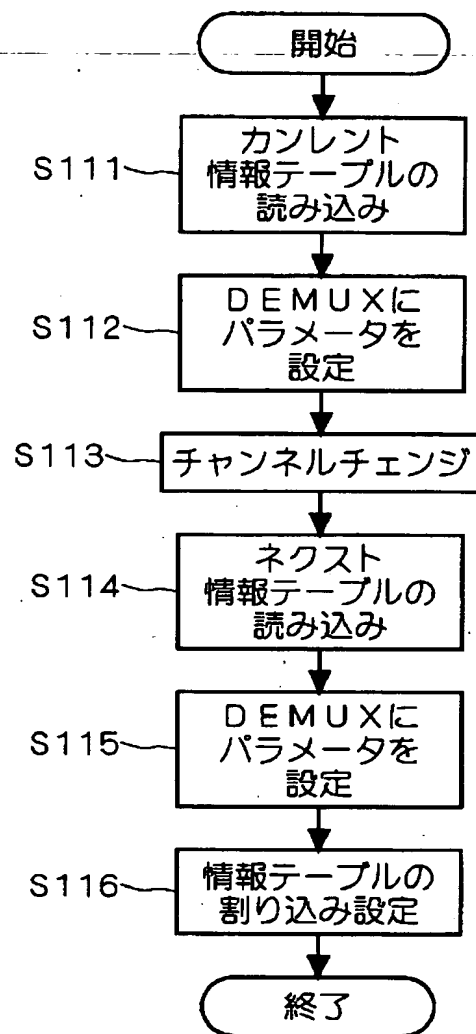 開始
S111
カンレント
情報テーブルの
読み込み
S112
DEMUXに
パラメータを
設定
S113
チャンネルチェンジ
S114
ネクスト
情報テーブルの
読み込み
S115
DEMUXに
パラメータを
設定
S116
情報テーブルの
割り込み設定
終了